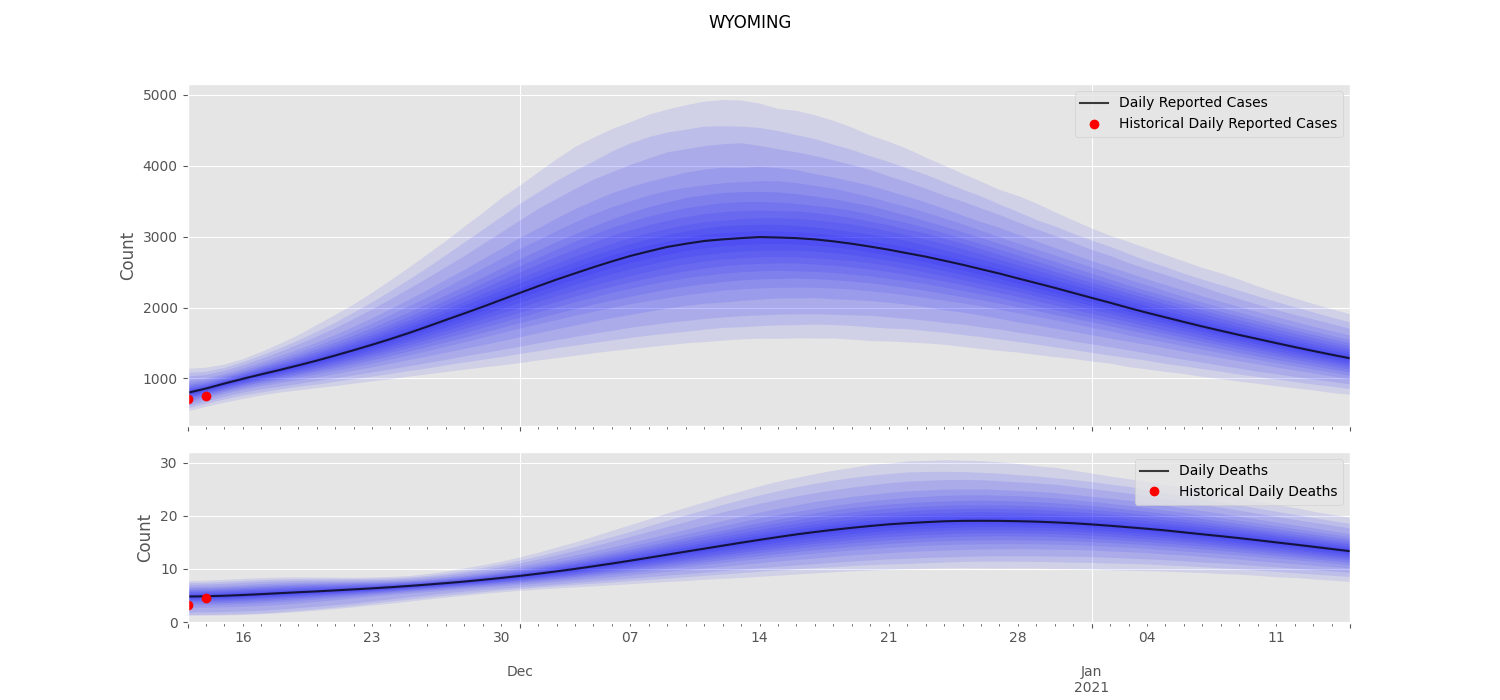 WYOMING
5000
4000
3000
2000
1000
Count
Daily Reported Cases
Historical Daily Reported Cases
30
20
10
0
Count
Daily Deaths
Historical Daily Deaths
16 23 30 07 14 21 28 04 11
Dec Jan
2021